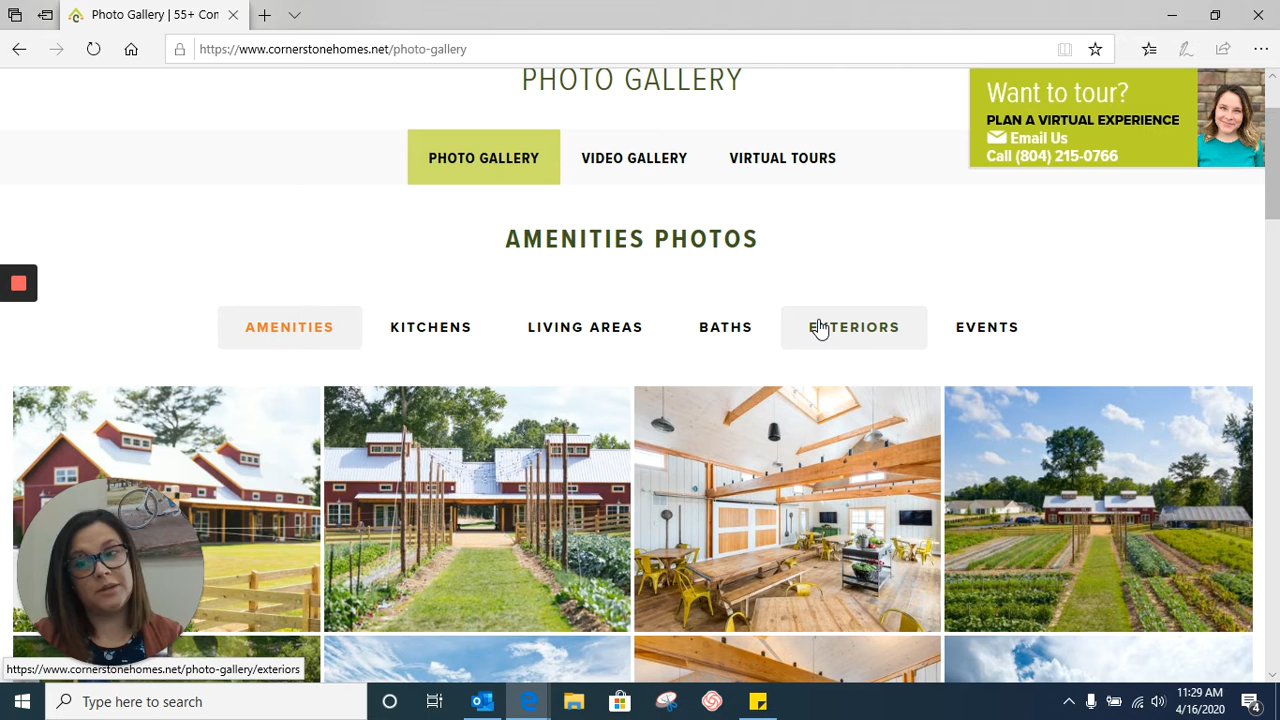 Photo Gallery | 55+ Cor
https://www.cornerstonehomes.net/photo-gallery
PHOTO GALLERY
Want to tour?
PLAN A VIRTUAL EXPERIENCE
Email Us
Call (804) 215-0766
PHOTO GALLERY
VIDEO GALLERY
VIRTUAL TOURS
AMENITIES PHOTOS
AMENITIES
KITCHENS
LIVING AREAS
BATHS
EXTERIORS
EVENTS
https://www.cornerstonehomes.net/photo-gallery/exteriors
Type here to search
11:29 AM
4/16/2020
4